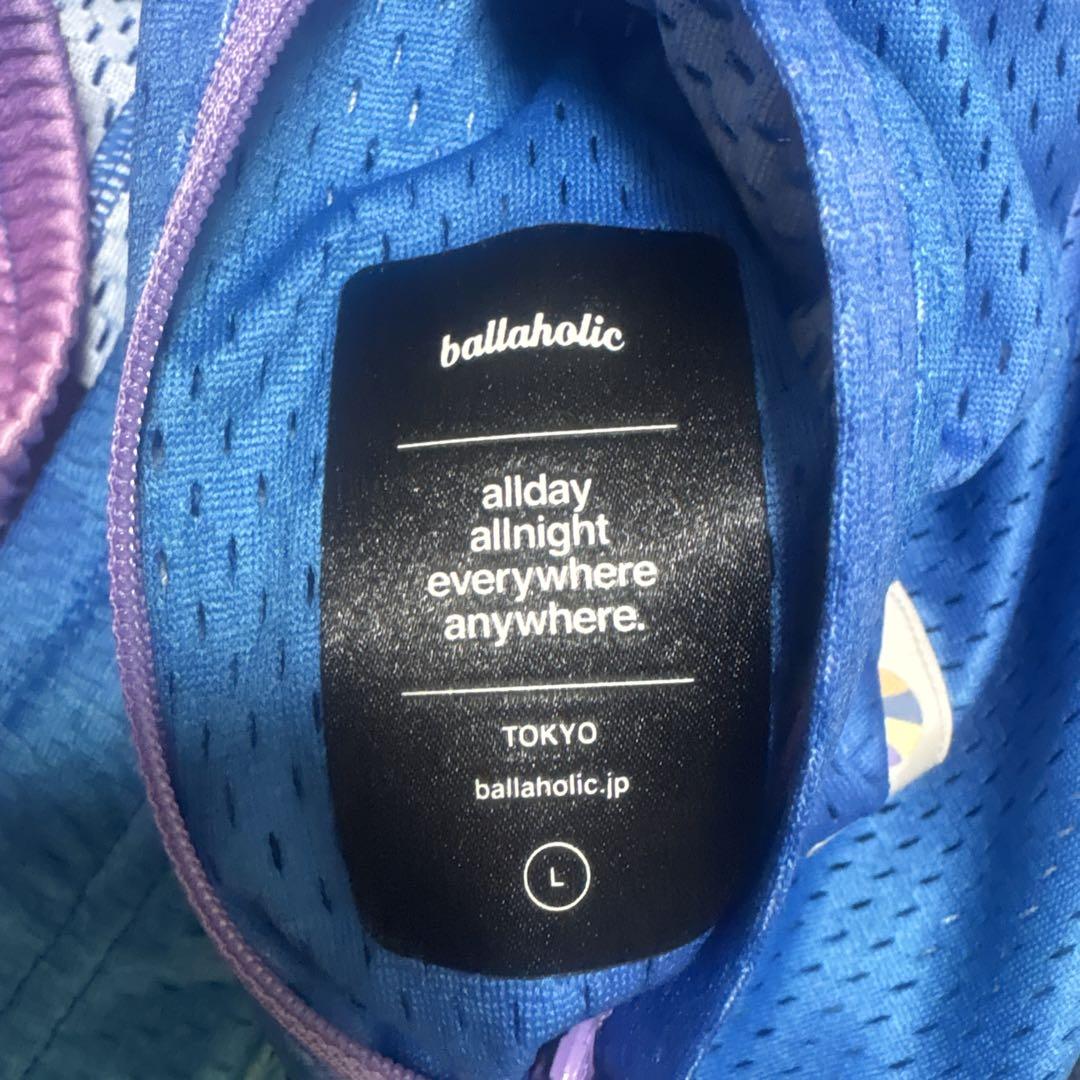 ballaholic
allday
allnight
everywhere
anywhere.
TOKYO
ballaholic.jp
L